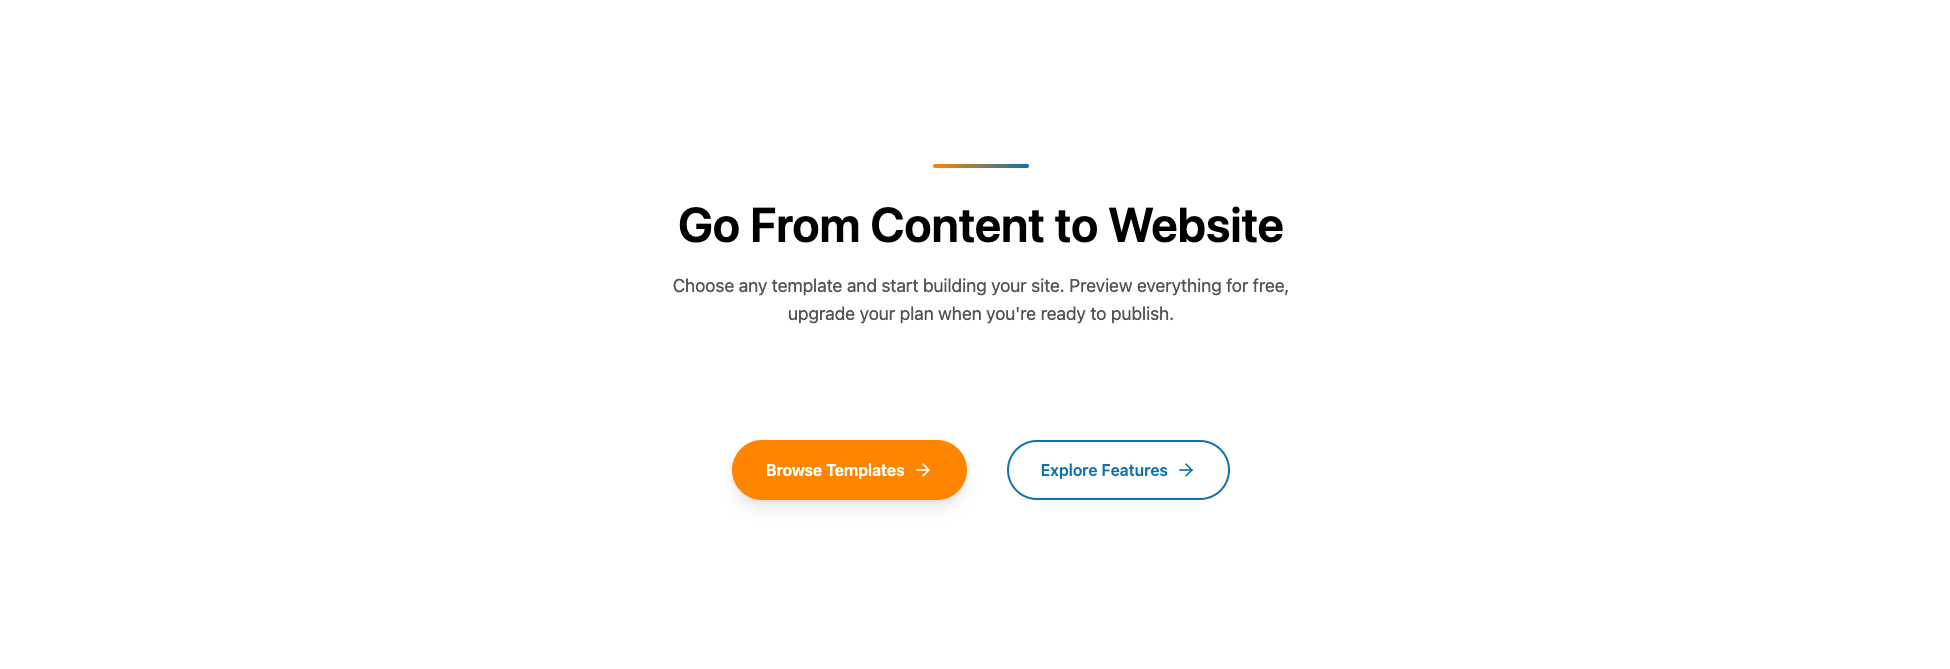 Go From Content to Website
Choose any template and start building your site. Preview everything for free,
upgrade your plan when you're ready to publish.
Browse Templates
Explore Features